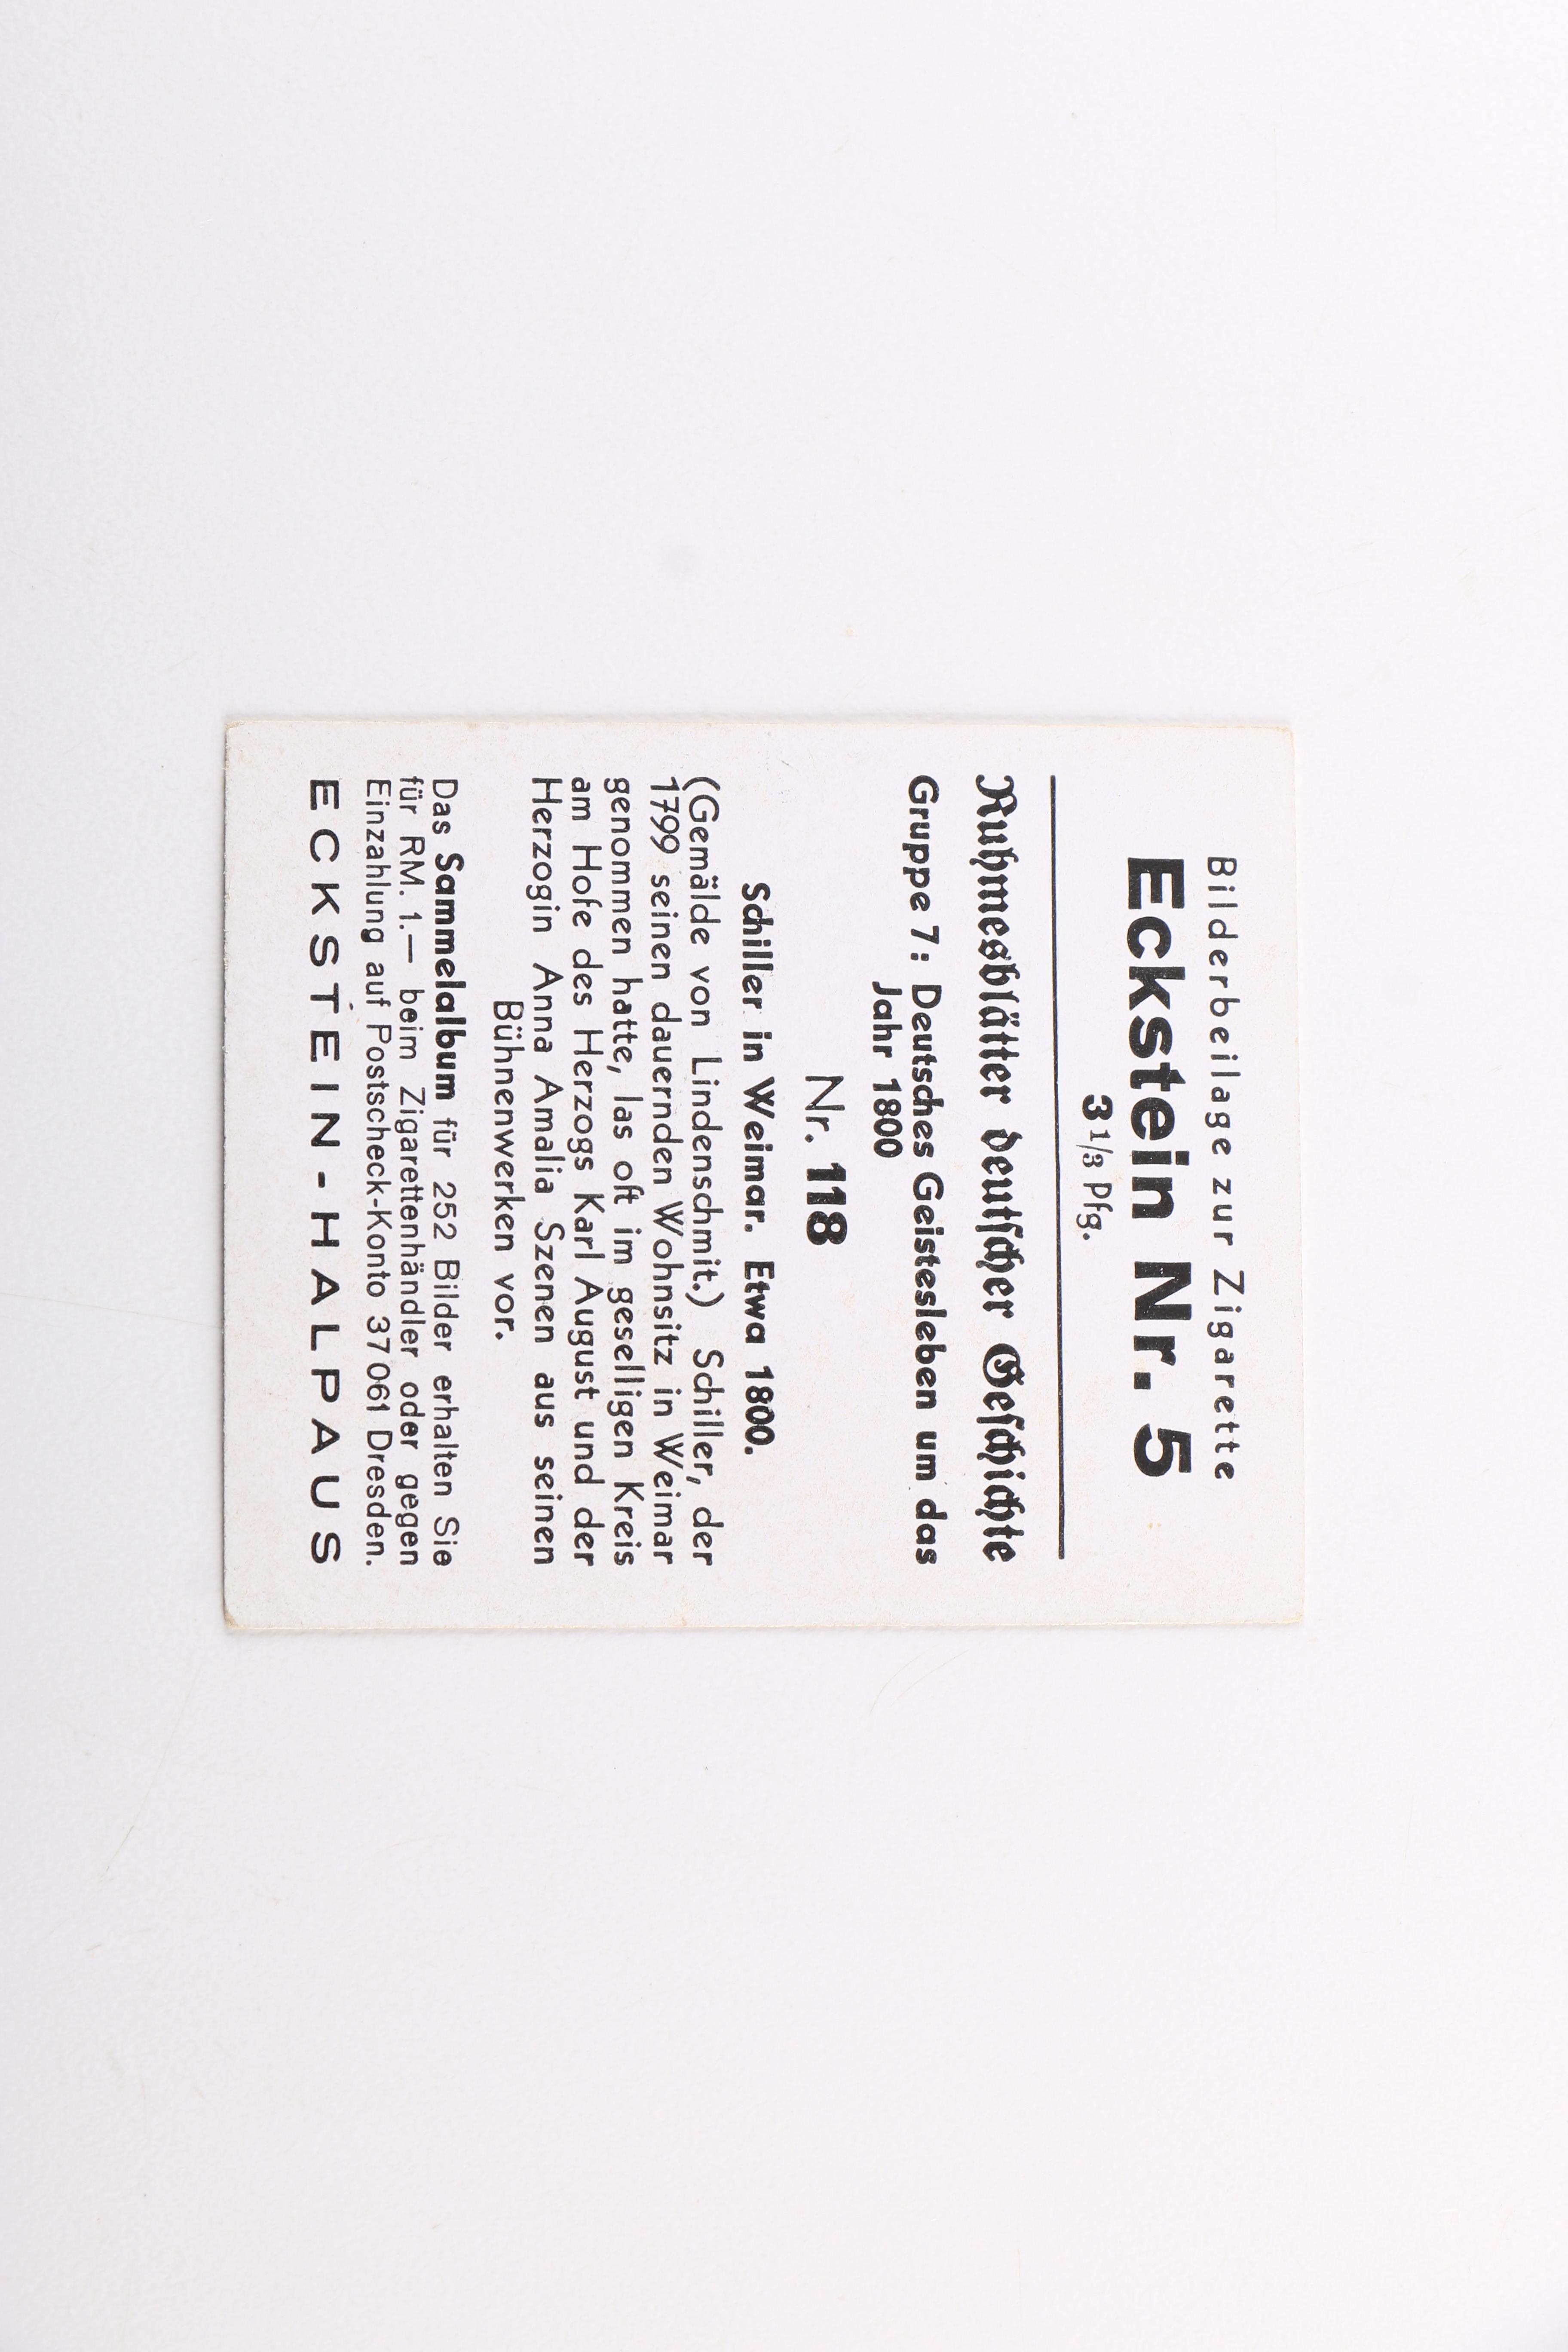 Bilderbeilage zur Zigarette
Eckstein Nr. 5
3 1/3 Pfg.
Ruhmesblätter deutscher Geschichte
Gruppe 7: Deutsches Geistesleben um das
Jahr 1800
Nr. 118
Schiller in Weimar. Etwa 1800.
(Gemälde von Lindenschmit.) Schiller, der
1799 seinen dauernden Wohnsitz in Weimar
genommen hatte, las oft im geselligen Kreis
am Hofe des Herzogs Karl August und der
Herzogin Anna Amalia Szenen aus seinen
Bühnenwerken vor.
Das Sammelalbum für 252 Bilder erhalten Sie
für RM. 1.— beim Zigarettenhändler oder gegen
Einzahlung auf Postscheck-Konto 37061 Dresden.
ECKSTEIN-HALPAUS